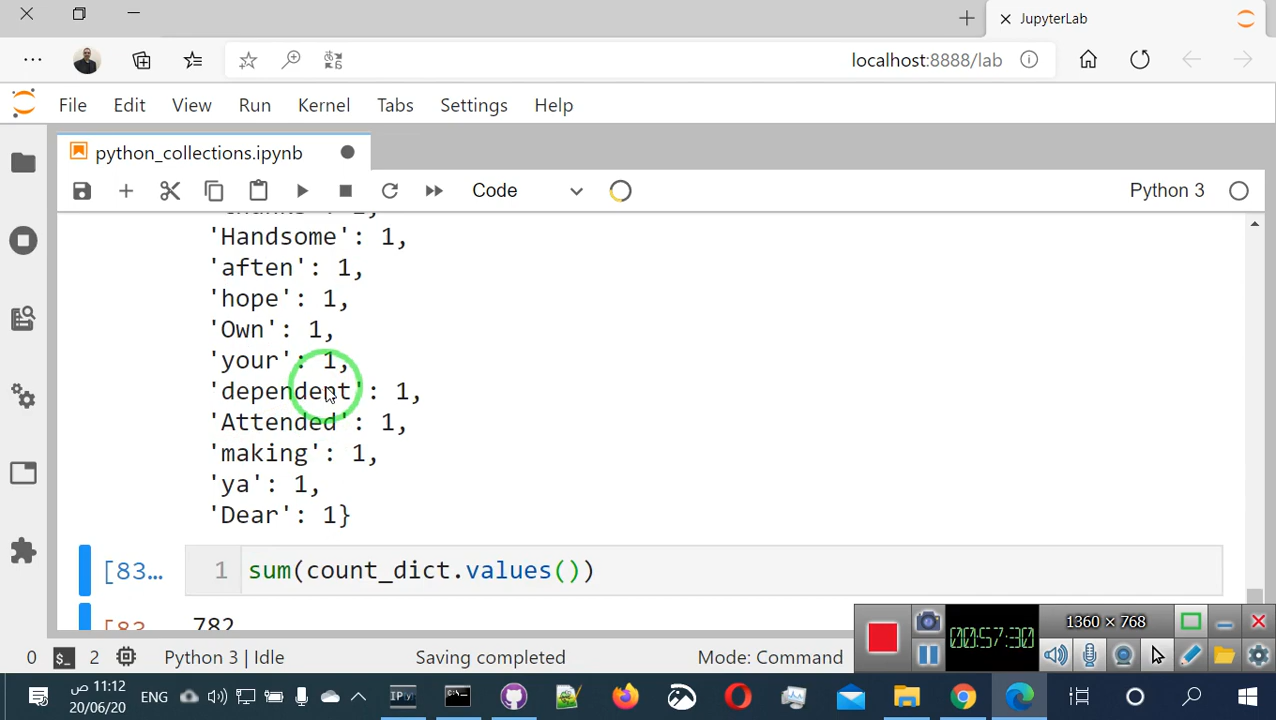 JupyterLab
localhost:8888/lab
File Edit View Run Kernel Tabs Settings Help
python_collections.ipynb
Code
Python 3
'Handsome': 1,
'aften': 1,
'hope': 1,
'Own': 1,
'your': 1,
'dependent': 1,
'Attended': 1,
'making': 1,
'ya': 1,
'Dear': 1}
[83... 1 sum(count_dict.values())
782
1360 × 768
00:57:30
0 2 Python 3 | Idle Saving completed Mode: Command
ENG 11:12 ص
20/06/20